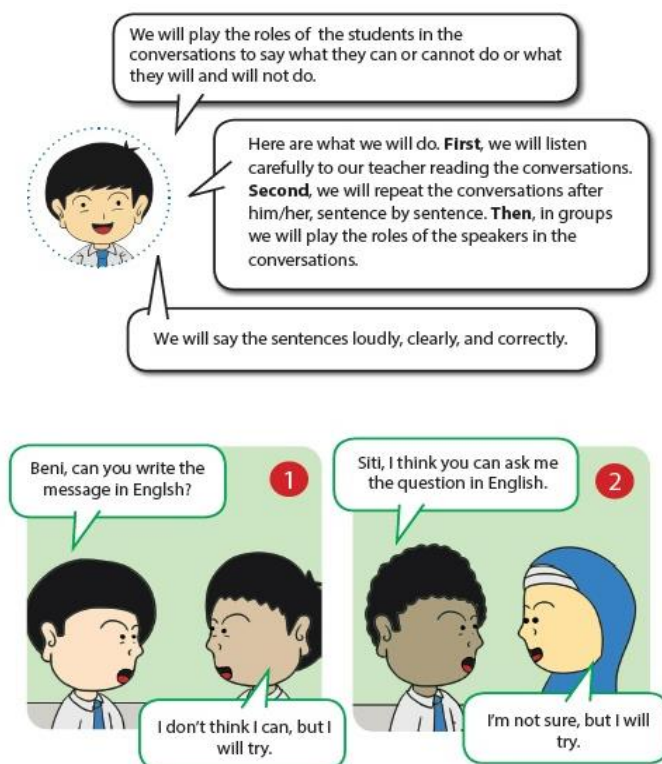 We will play the roles of the students in the
conversations to say what they can or cannot do or what
they will and will not do.
Here are what we will do. First, we will listen
carefully to our teacher reading the conversations.
Second, we will repeat the conversations after
him/her, sentence by sentence. Then, in groups
we will play the roles of the speakers in the
conversations.
We will say the sentences loudly, clearly, and correctly.
Beni, can you write the
message in Englsh?
1
I don't think I can, but I
will try.
Siti, I think you can ask me
the question in English.
2
I'm not sure, but I will
try.